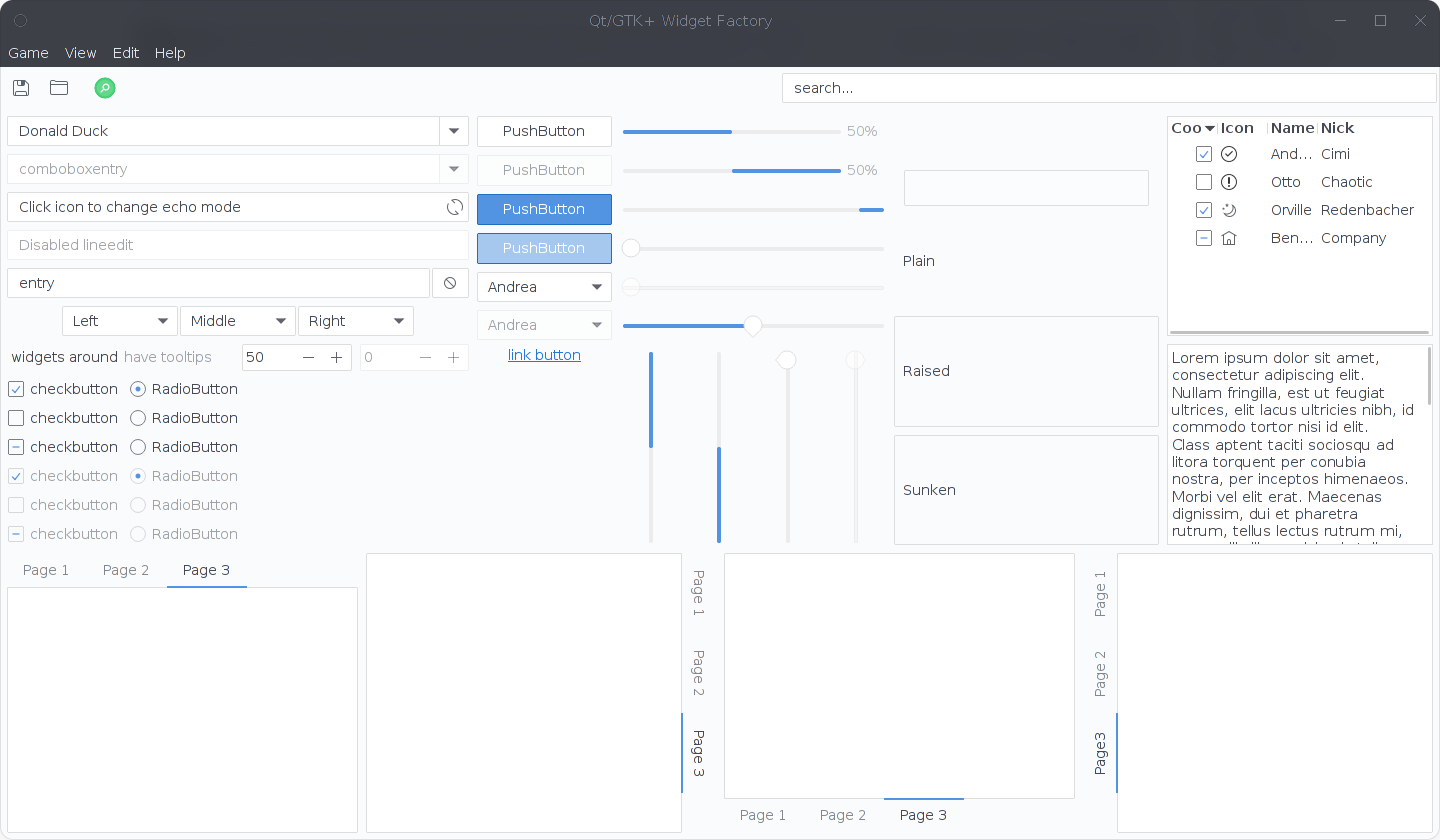 Qt/GTK+ Widget Factory
Game View Edit Help
search...
Donald Duck
comboboxentry
Click icon to change echo mode
Disabled lineedit
entry
Left Middle Right
widgets around have tooltips 50 0
checkbutton RadioButton
checkbutton RadioButton
checkbutton RadioButton
checkbutton RadioButton
checkbutton RadioButton
checkbutton RadioButton
PushButton
PushButton
PushButton
PushButton
Andrea
Andrea
link button
50%
50%
Plain
Raised
Sunken
Coo Icon Name Nick
And... Cimi
Otto Chaotic
Orville Redenbacher
Ben... Company
Lorem ipsum dolor sit amet,
consectetur adipiscing elit.
Nullam fringilla, est ut feugiat
ultrices, elit lacus ultricies nibh, id
commodo tortor nisi id elit.
Class aptent taciti sociosqu ad
litora torquent per conubia
nostra, per inceptos himenaeos.
Morbi vel elit erat. Maecenas
dignissim, dui et pharetra
rutrum, tellus lectus rutrum mi,
Page 1 Page 2 Page 3
Page 1
Page 2
Page 3
Page 1 Page 2 Page 3
Page 1
Page 2
Page3